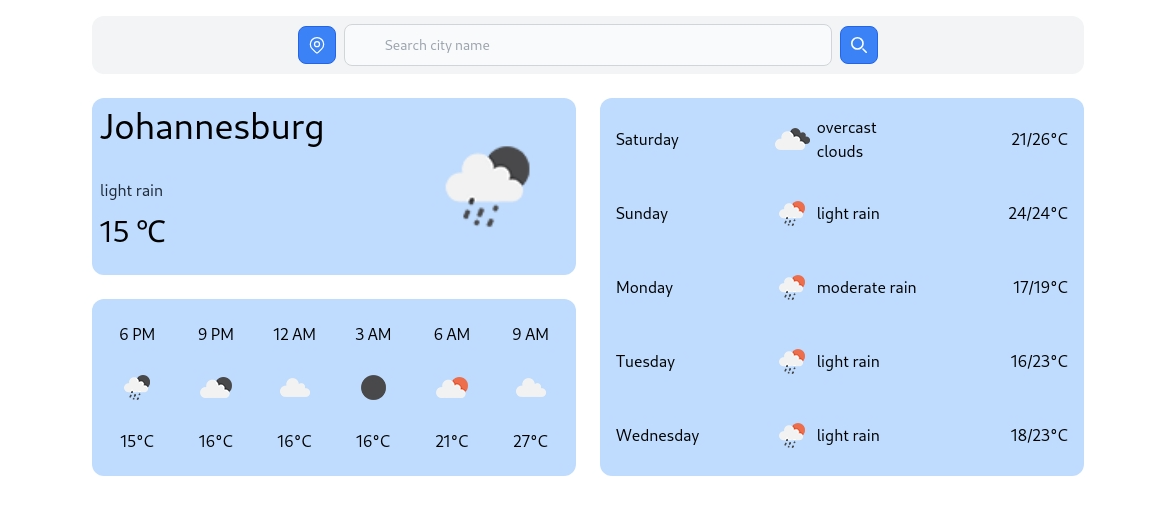 Search city name
Johannesburg
light rain
15 °C
6 PM 9 PM 12 AM 3 AM 6 AM 9 AM
15°C 16°C 16°C 16°C 21°C 27°C
Saturday overcast clouds 21/26°C
Sunday light rain 24/24°C
Monday moderate rain 17/19°C
Tuesday light rain 16/23°C
Wednesday light rain 18/23°C